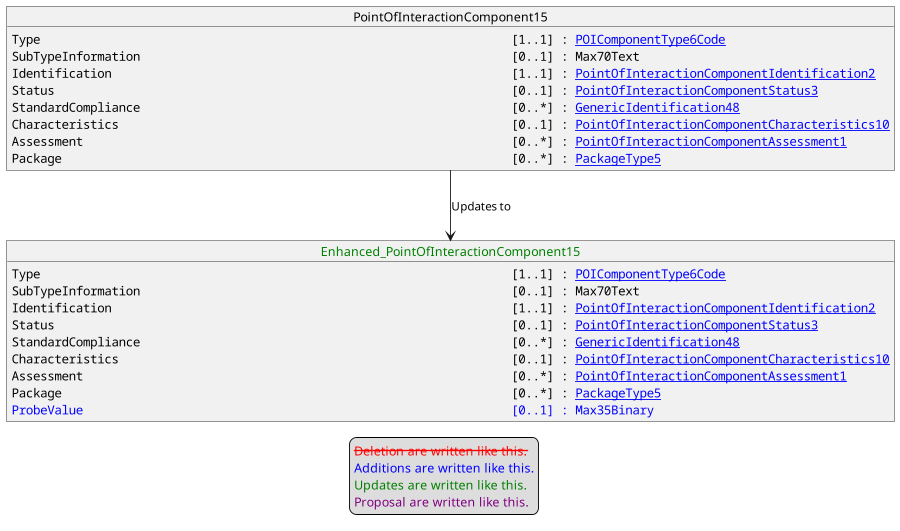 PointOfInteractionComponent15
Type [1..1] : POIComponentType6Code
SubTypeInformation [0..1] : Max70Text
Identification [1..1] : PointOfInteractionComponentIdentification2
Status [0..1] : PointOfInteractionComponentStatus3
StandardCompliance [0..*] : GenericIdentification48
Characteristics [0..1] : PointOfInteractionComponentCharacteristics10
Assessment [0..*] : PointOfInteractionComponentAssessment1
Package [0..*] : PackageType5
Updates to
Enhanced_PointOfInteractionComponent15
Type [1..1] : POIComponentType6Code
SubTypeInformation [0..1] : Max70Text
Identification [1..1] : PointOfInteractionComponentIdentification2
Status [0..1] : PointOfInteractionComponentStatus3
StandardCompliance [0..*] : GenericIdentification48
Characteristics [0..1] : PointOfInteractionComponentCharacteristics10
Assessment [0..*] : PointOfInteractionComponentAssessment1
Package [0..*] : PackageType5
ProbeValue [0..1] : Max35Binary
Deletion are written like this.
Additions are written like this.
Updates are written like this.
Proposal are written like this.